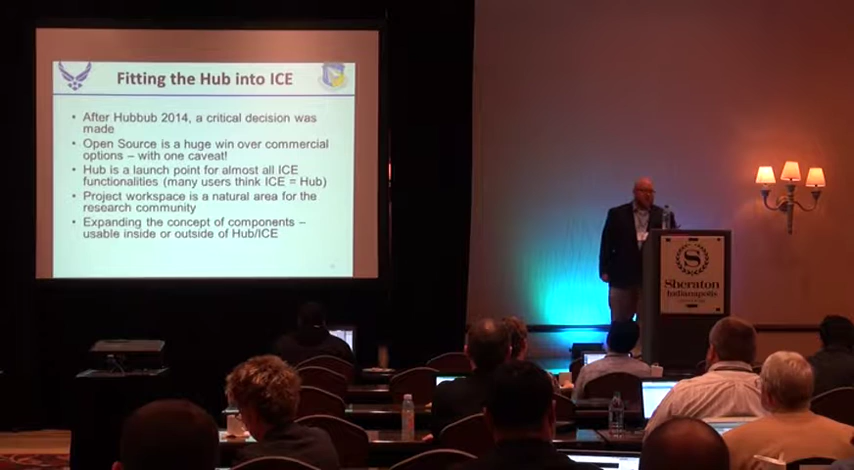 Fitting the Hub into ICE
• After Hubbub 2014, a critical decision was
made
• Open Source is a huge win over commercial
options – with one caveat!
• Hub is a launch point for almost all ICE
functionalities (many users think ICE = Hub)
• Project workspace is a natural area for the
research community
• Expanding the concept of components –
usable inside or outside of Hub/ICE
S
Sheraton
Indianapolis